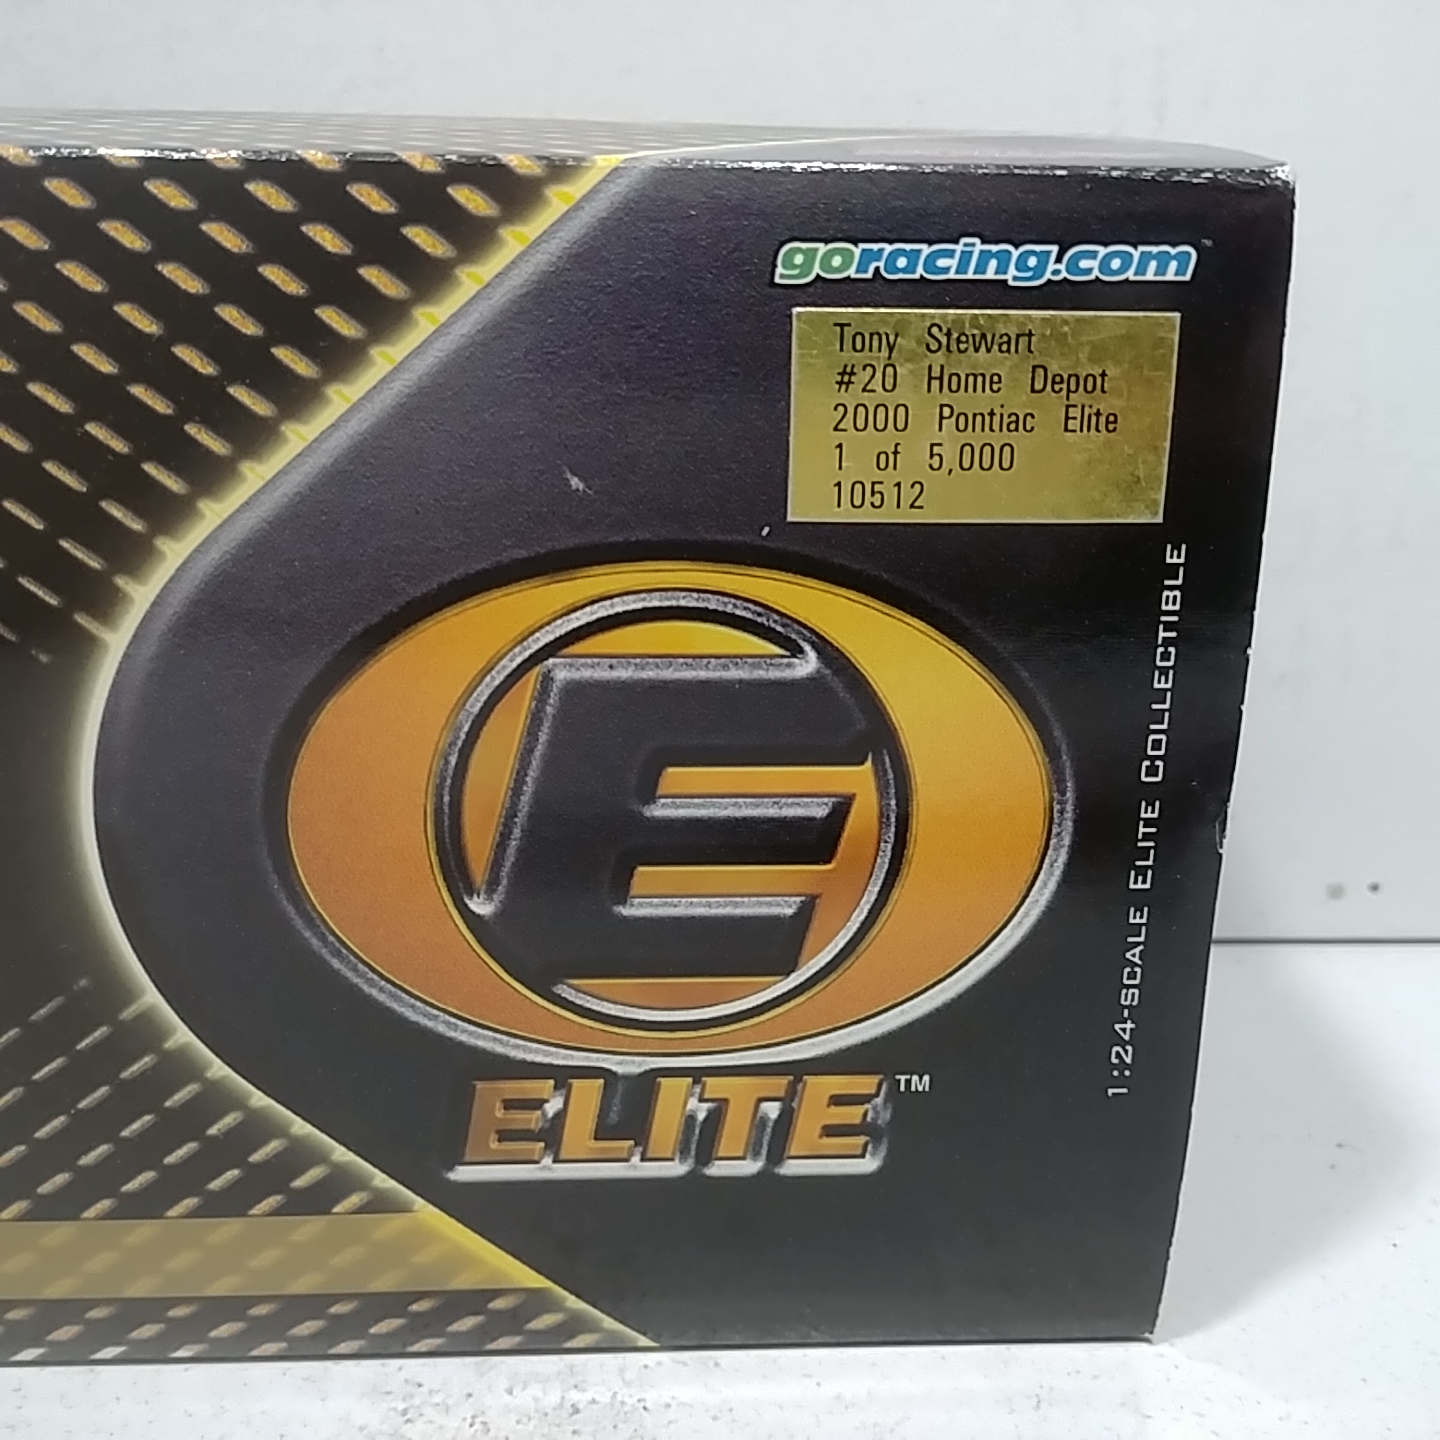 goracing.com™
Tony Stewart
#20 Home Depot
2000 Pontiac Elite
1 of 5,000
10512
1:24-SCALE ELITE COLLECTIBLE
E
ELITE™